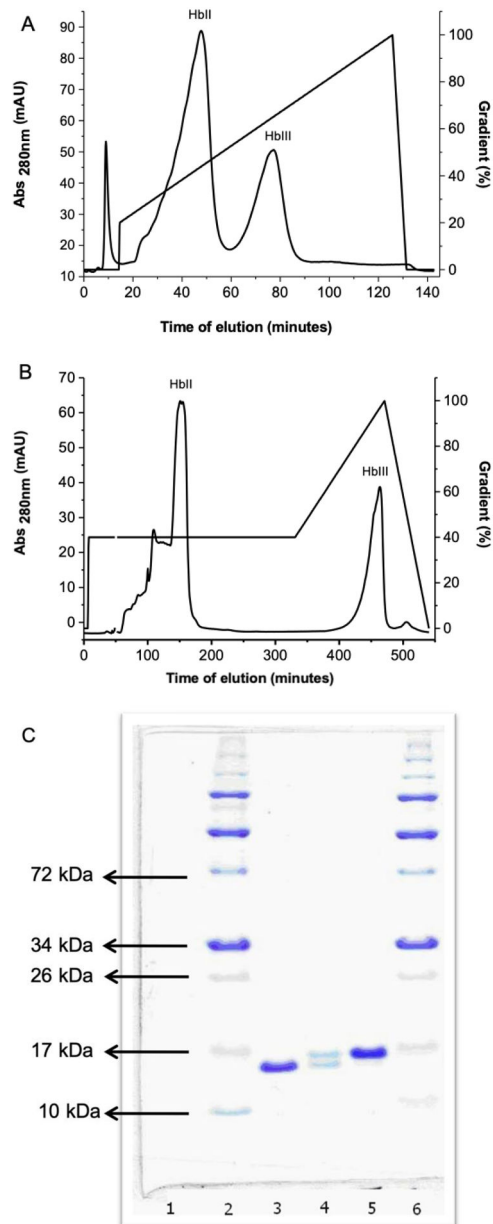 A
HbII
HbIII
90
80
70
60
50
40
30
20
10
100
80
60
40
20
0
Abs 280nm (mAU)
Gradient (%)
0 20 40 60 80 100 120 140
Time of elution (minutes)
B
HbII
HbIII
70
60
50
40
30
20
10
0
100
80
60
40
20
0
Abs 280nm (mAU)
Gradient (%)
0 100 200 300 400 500
Time of elution (minutes)
C
72 kDa
34 kDa
26 kDa
17 kDa
10 kDa
1 2 3 4 5 6